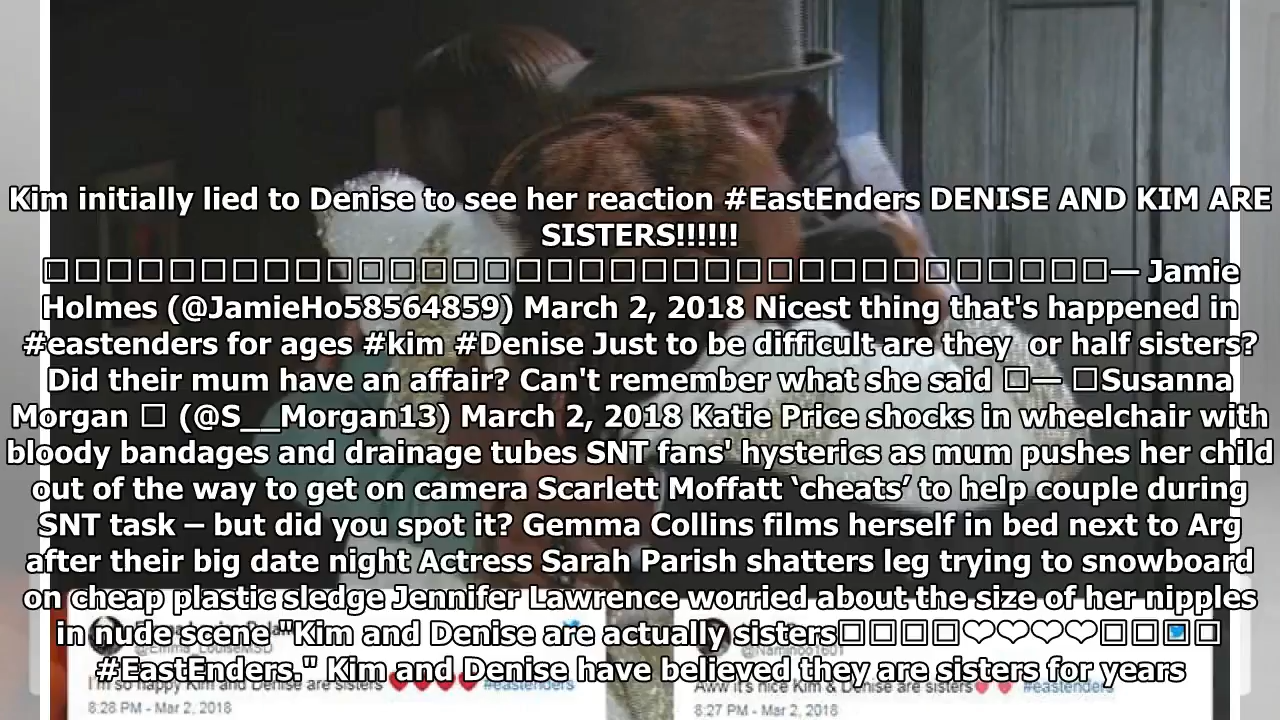 Kim initially lied to Denise to see her reaction #EastEnders DENISE AND KIM ARE
SISTERS!!!!!!
□□□□□□□□□□□□□□□□□□□□□□□□□□□□□□□□□□— Jamie
Holmes (@JamieHo58564859) March 2, 2018 Nicest thing that's happened in
#eastenders for ages #kim #Denise Just to be difficult are they  or half sisters?
Did their mum have an affair? Can't remember what she said □— □Susanna
Morgan □ (@S__Morgan13) March 2, 2018 Katie Price shocks in wheelchair with
bloody bandages and drainage tubes SNT fans' hysterics as mum pushes her child
out of the way to get on camera Scarlett Moffatt ‘cheats’ to help couple during
SNT task – but did you spot it? Gemma Collins films herself in bed next to Arg
after their big date night Actress Sarah Parish shatters leg trying to snowboard
on cheap plastic sledge Jennifer Lawrence worried about the size of her nipples
in nude scene "Kim and Denise are actually sisters□□□□❤❤❤❤□□□□
#EastEnders." Kim and Denise have believed they are sisters for years
@Emma_LouiseMSD
I'm so happy Kim and Denise are sisters ❤❤❤❤ #eastenders
8:28 PM - Mar 2, 2018
@Naminoo1601
Aww it's nice Kim & Denise are sisters❤❤ #eastenders
8:27 PM - Mar 2, 2018